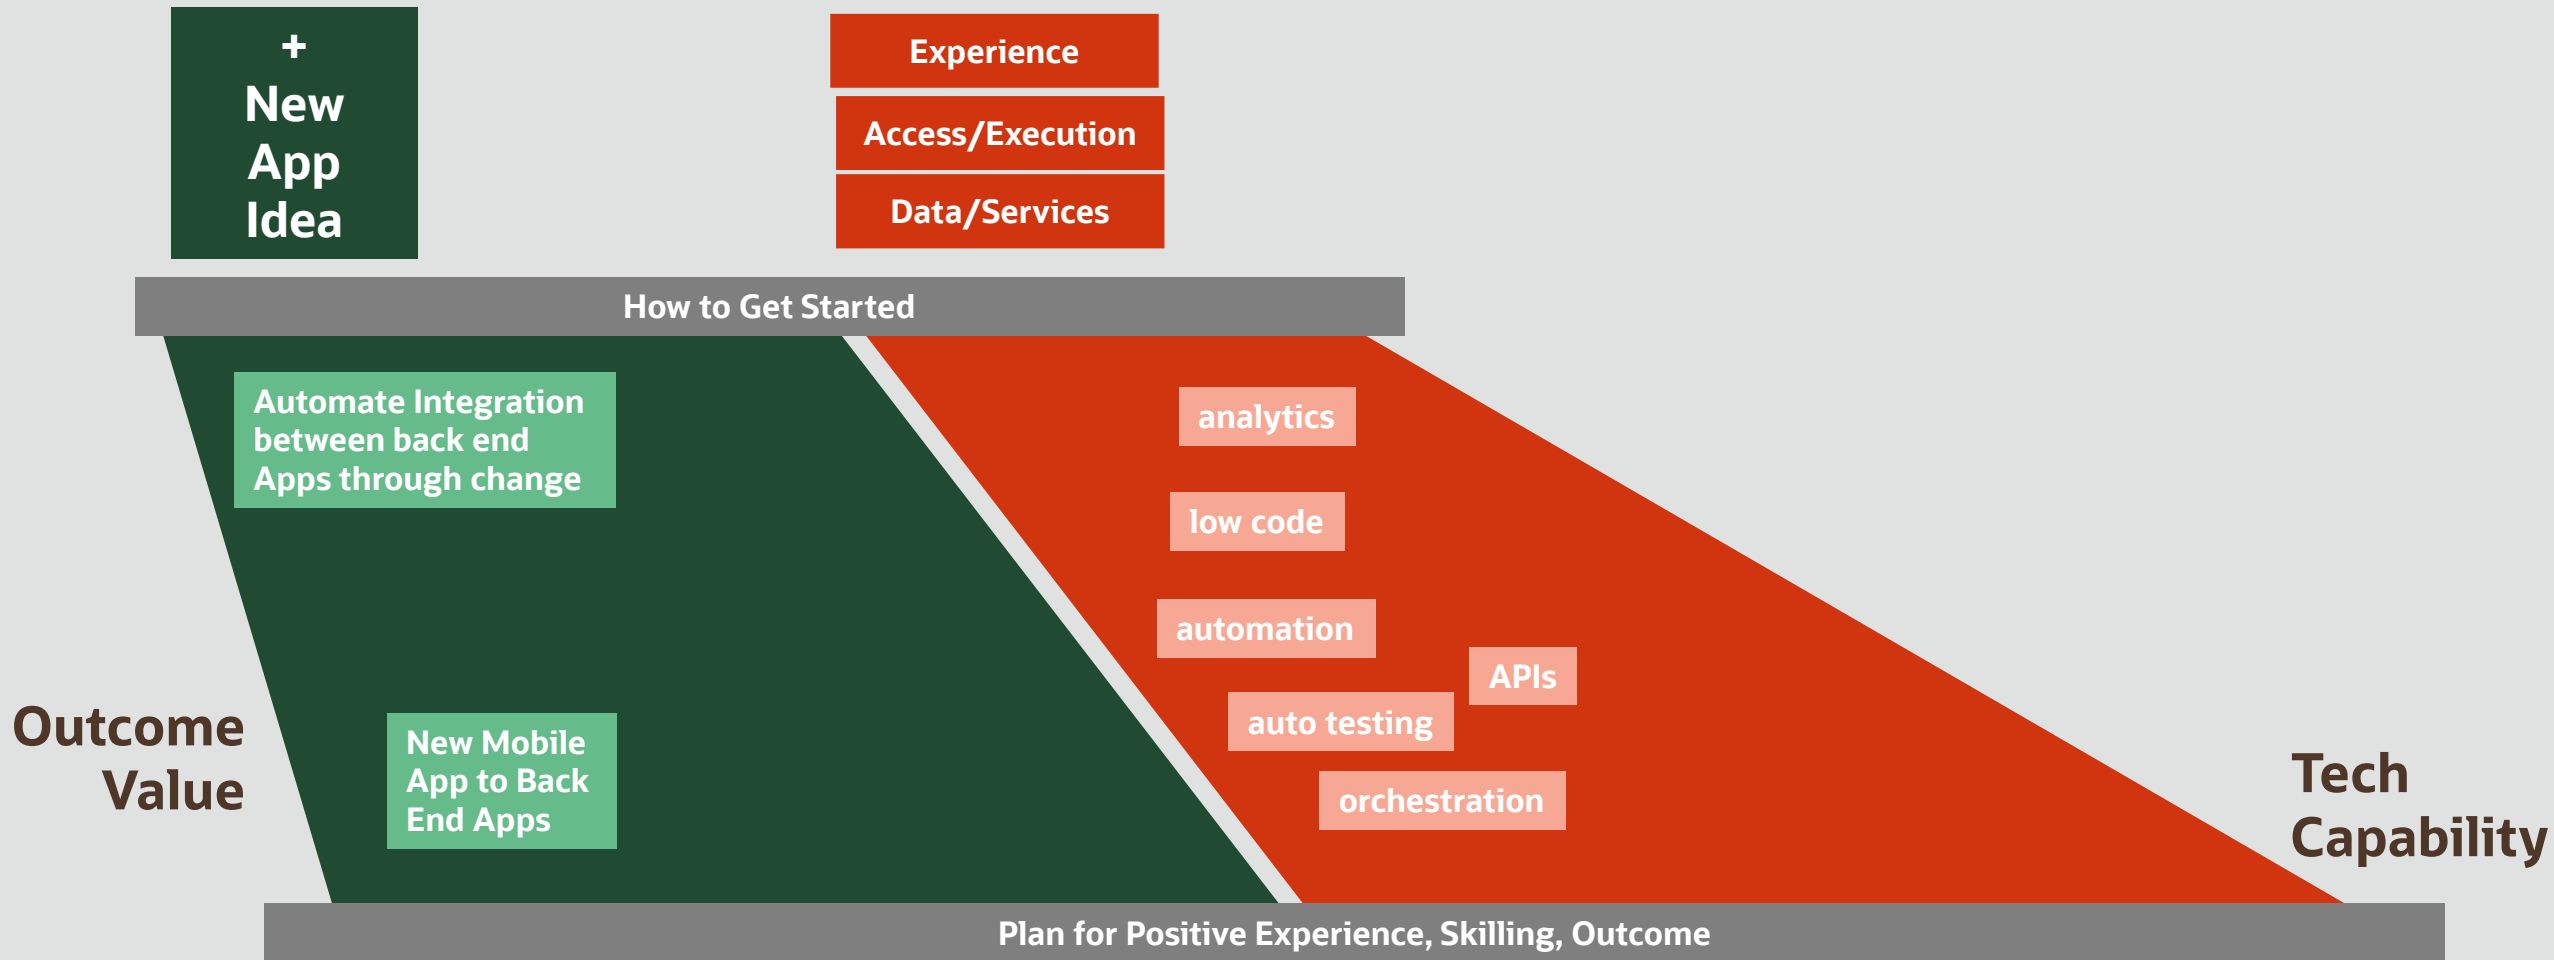 +
New
App
Idea
Experience
Access/Execution
Data/Services
How to Get Started
Automate Integration
between back end
Apps through change
analytics
low code
automation
APIs
auto testing
orchestration
New Mobile
App to Back
End Apps
Outcome
Value
Tech
Capability
Plan for Positive Experience, Skilling, Outcome